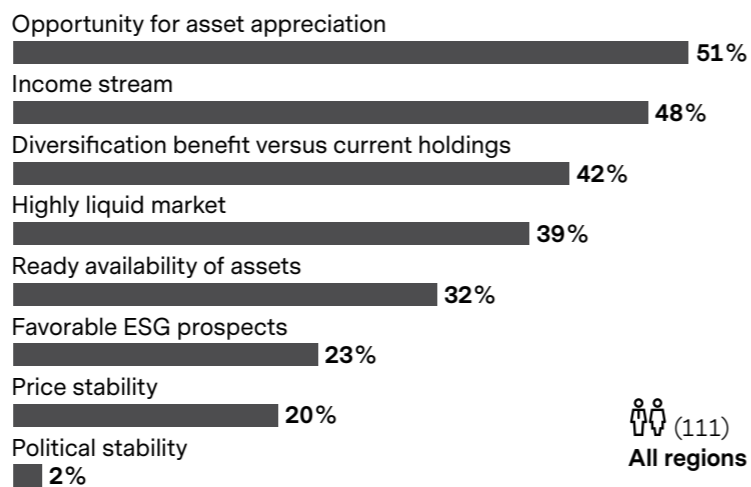 Opportunity for asset appreciation
51%
Income stream
48%
Diversification benefit versus current holdings
42%
Highly liquid market
39%
Ready availability of assets
32%
Favorable ESG prospects
23%
Price stability
20%
Political stability
2%
(111)
All regions